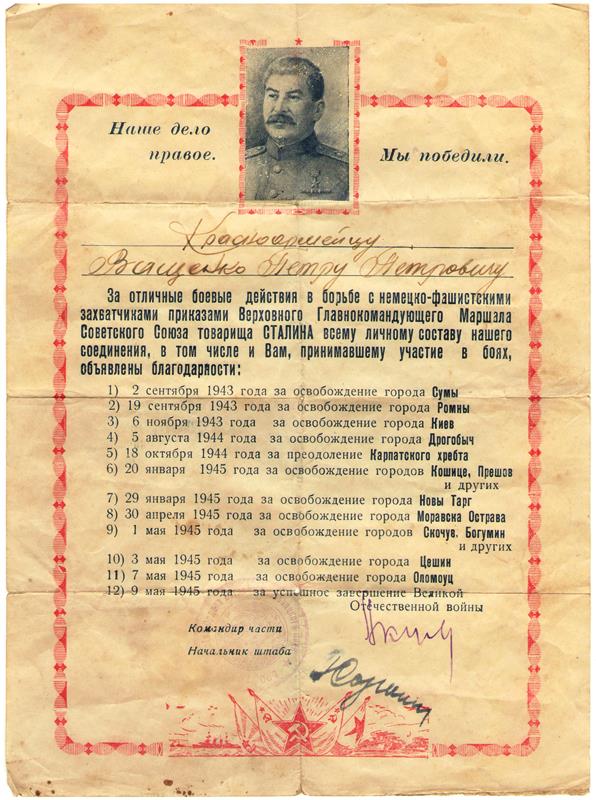 Наше дело
правое.
Мы победили.
Красноармейцу
Ващенко Петру Петровичу
За отличные боевые действия в борьбе с немецко-фашистскими
захватчиками приказами Верховного Главнокомандующего Маршала
Советского Союза товарища СТАЛИНА всему личному составу нашего
соединения, в том числе и Вам, принимавшему участие в боях,
объявлены благодарности:
1) 2 сентября 1943 года за освобождение города Сумы
2) 19 сентября 1943 года за освобождение города Ромны
3) 6 ноября 1943 года за освобождение города Киев
4) 5 августа 1944 года за освобождение города Дрогобыч
5) 18 октября 1944 года за преодоление Карпатского хребта
6) 20 января 1945 года за освобождение городов Кошице, Прешов
и других
7) 29 января 1945 года за освобождение города Новы Тарг
8) 30 апреля 1945 года за освобождение города Моравска Острава
9) 1 мая 1945 года за освобождение городов Скочув, Богумин
и других
10) 3 мая 1945 года за освобождение города Цешин
11) 7 мая 1945 года за освобождение города Оломоуц
12) 9 мая 1945 года за успешное завершение Великой
Отечественной войны
Командир части
Начальник штаба